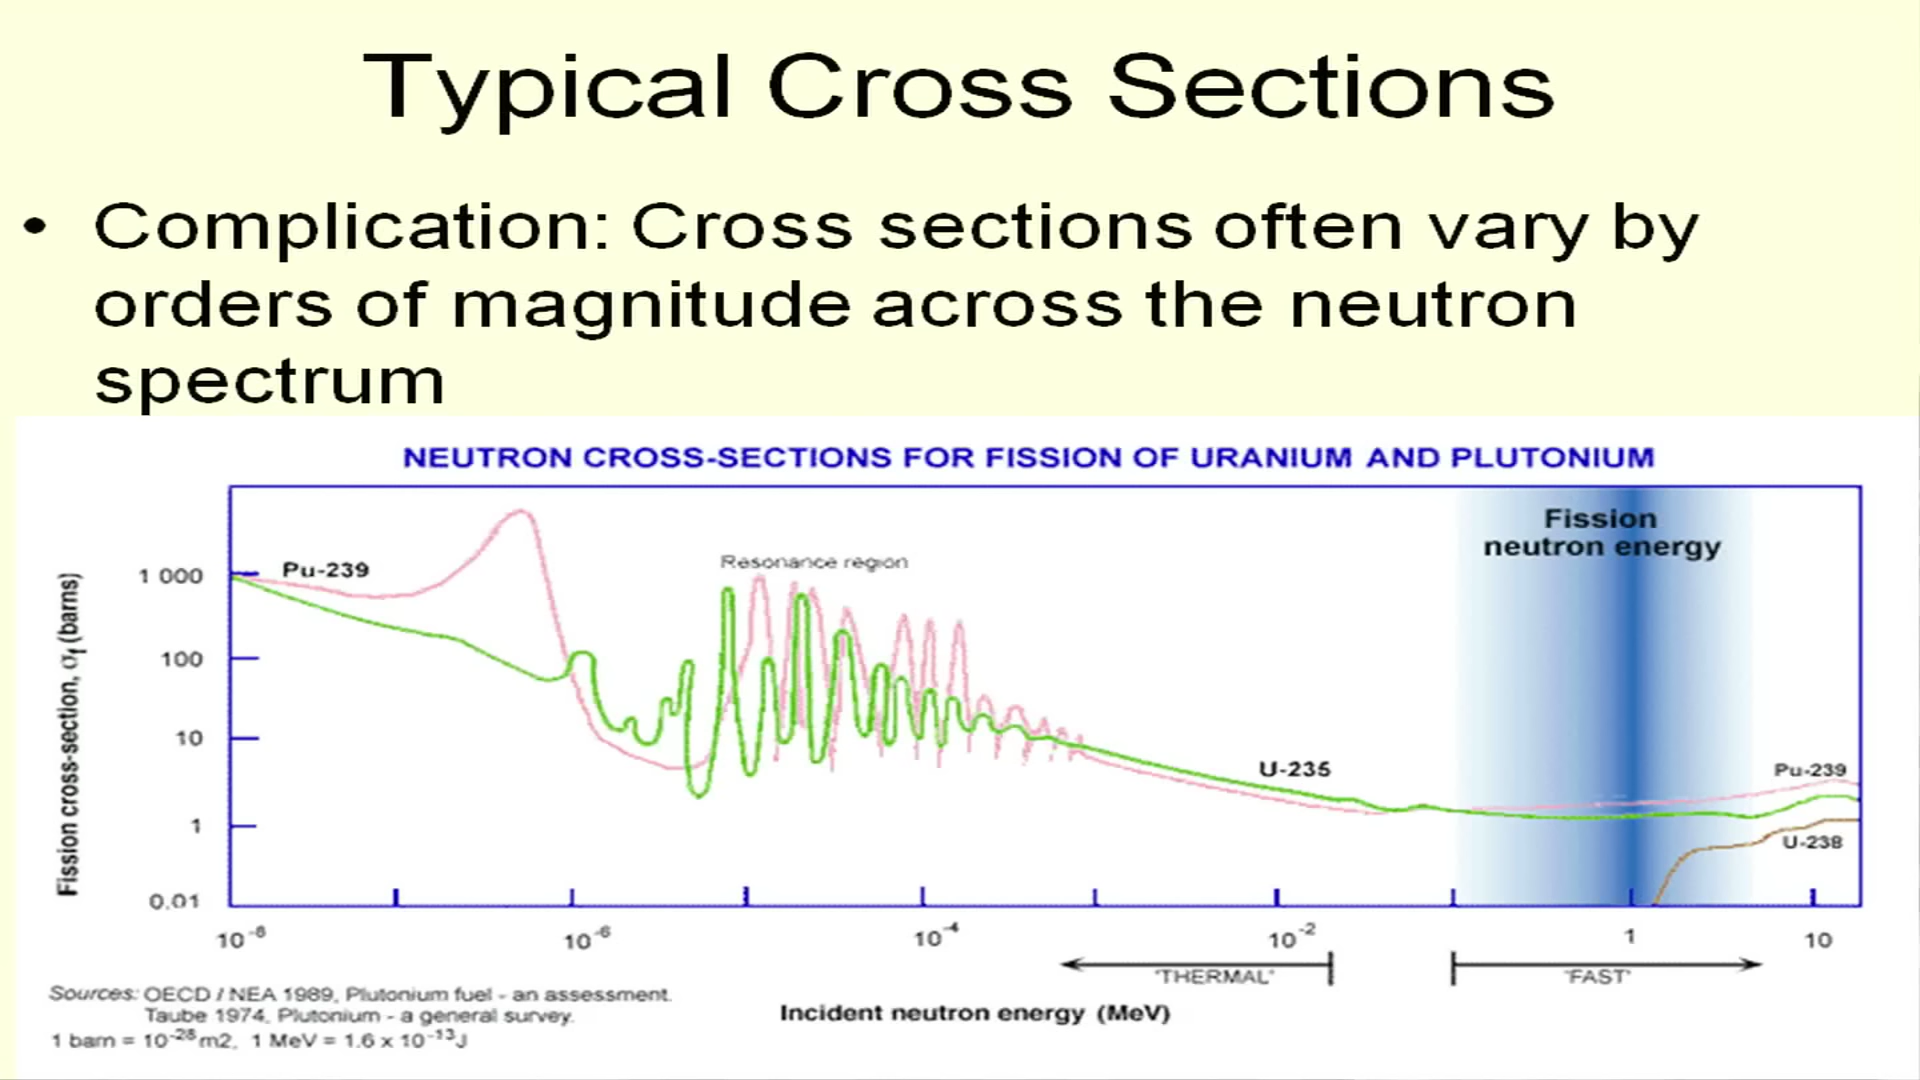 Typical Cross Sections
• Complication: Cross sections often vary by
orders of magnitude across the neutron
spectrum
NEUTRON CROSS-SECTIONS FOR FISSION OF URANIUM AND PLUTONIUM
Fission
neutron energy
Resonance region
Pu-239
U-235
Pu-239
U-238
Fission cross-section, σf (barns)
1 000
100
10
1
0.01
10⁻⁸
10⁻⁶
10⁻⁴
10⁻²
1
10
'THERMAL'
'FAST'
Incident neutron energy (MeV)
Sources: OECD / NEA 1989, Plutonium fuel - an assessment.
Taube 1974, Plutonium - a general survey.
1 barn = 10⁻²⁸m2, 1 MeV = 1.6 x 10⁻¹³J